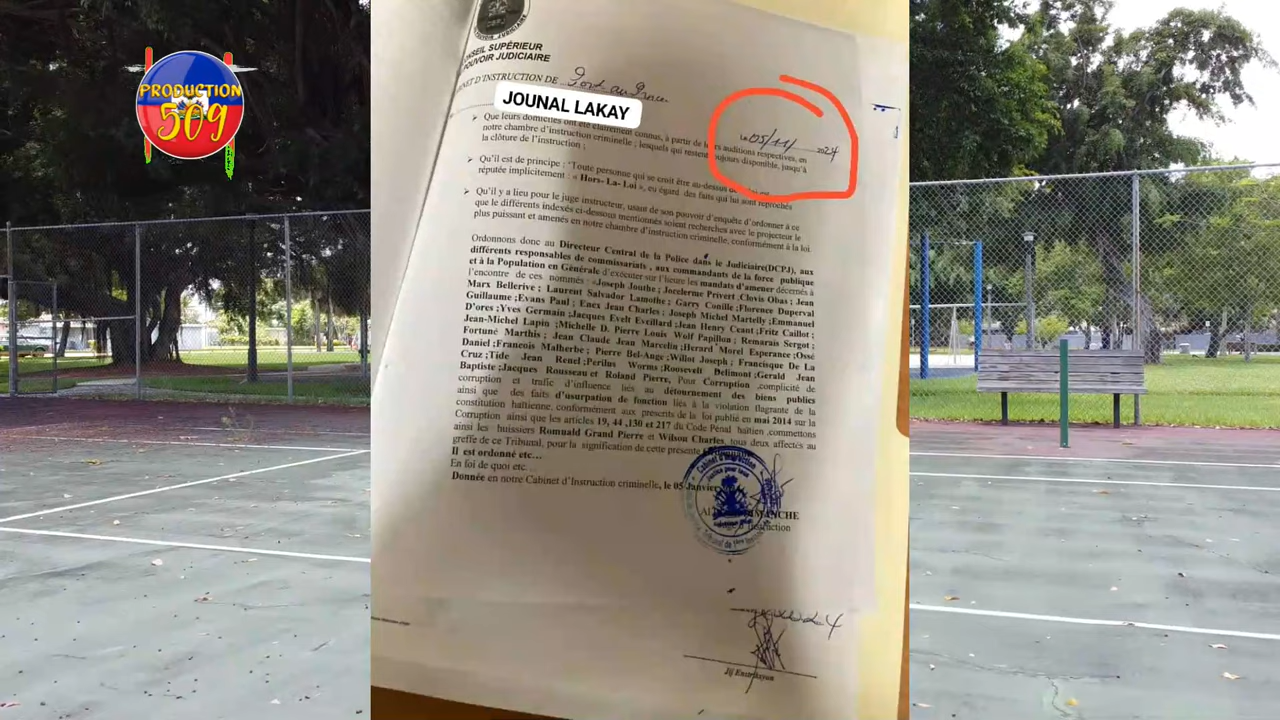 PRODUCTION
509
POUVOIR JUDICIAIRE
CONSEIL SUPÉRIEUR
POUVOIR JUDICIAIRE
CABINET D'INSTRUCTION DE Port au Prince
JOUNAL LAKAY
Le 05/11/ 2024
➢ Que leurs domiciles ont été clairement connus, à partir de leurs auditions respectives, en
notre chambre d'instruction criminelle ; lesquels qui restent toujours disponible, jusqu'à
la clôture de l'instruction ;
➢ Qu'il est de principe : "Toute personne qui se croit être au-dessus de
réputée implicitement : « Hors- La- Loi », eu égard des faits qui lui sont reprochés
➢ Qu'il y a lieu pour le juge instructeur, usant de son pouvoir d'enquête d'ordonner à ce
que le différents indexés ci-dessous mentionnés soient recherches avec le projecteur le
plus puissant et amenés en notre chambre d'instruction criminelle, conformément à la loi
Ordonnons donc au Directeur Central de la Police dans le Judiciaire(DCPJ), aux
différents responsables de commissariats , aux commandants de la force publique
et à la Population en Générale d'exécuter sur l'heure les mandats d'amener décernés à
l'encontre de ces nommés : «Joseph Jouthe ;Jocelerme Privert ;Clovis Obas ; Jean
Marx Bellerive ; Laurent Salvador Lamothe ; Garry Conille ;Florence Duperval
Guillaume ;Evans Paul ; Enex Jean Charles ; Joseph Michel Martelly ;Emmanuel
D'ores ;Yves Germain ;Jacques Evelt Eveillard ;Jean Henry Ceant ;Fritz Caillot ;
Jean-Michel Lapin ;Michelle D. Pierre ; Wolf Papillon ; Remarais Sergot ;
Fortuné Marthis ; Jean Claude Jean Marcelin ;Berard Morel Esperance ;Ossé
Daniel ;Francois Malherbe ; Pierre Bel-Ange ;Willot Joseph ; Francisque De La
Cruz ;Tide Jean Renel ;Perilus Worms ;Roosevelt Belimont ;Gerald Jean
Baptiste ;Jacques Rousseau et Roland Pierre, Pour Corruption ,complicité de
corruption et trafic d'influence liés au détournement des biens publics
ainsi que des faits d'usurpation de fonction liés à la violation flagrante de la
constitution haïtienne, conformément aux présents de la loi publié en mai 2014 sur la
Corruption ainsi que les articles 19, 44 ,130 et 217 du Code Pénal haïtien ,commettons
ainsi les huissiers Romuald Grand Pierre et Wilson Charles, tous deux affectés au
greffe de ce Tribunal, pour la signification de cette présente
Il est ordonné etc…
En foi de quoi etc…
Donnée en notre Cabinet d'Instruction criminelle, le 05 Janvier
Juge d'Instruction
Jij Enstriksyon